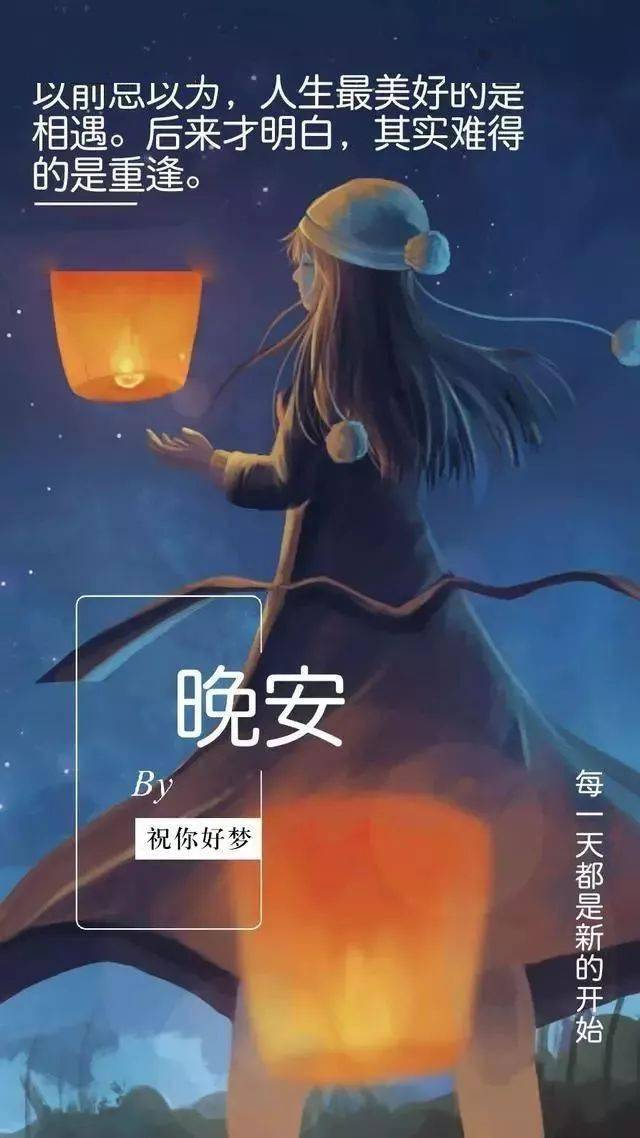 以前总以为，人生最美好的是
相遇。后来才明白，其实难得
的是重逢。
晚安
By
祝你好梦
每一天都是新的开始